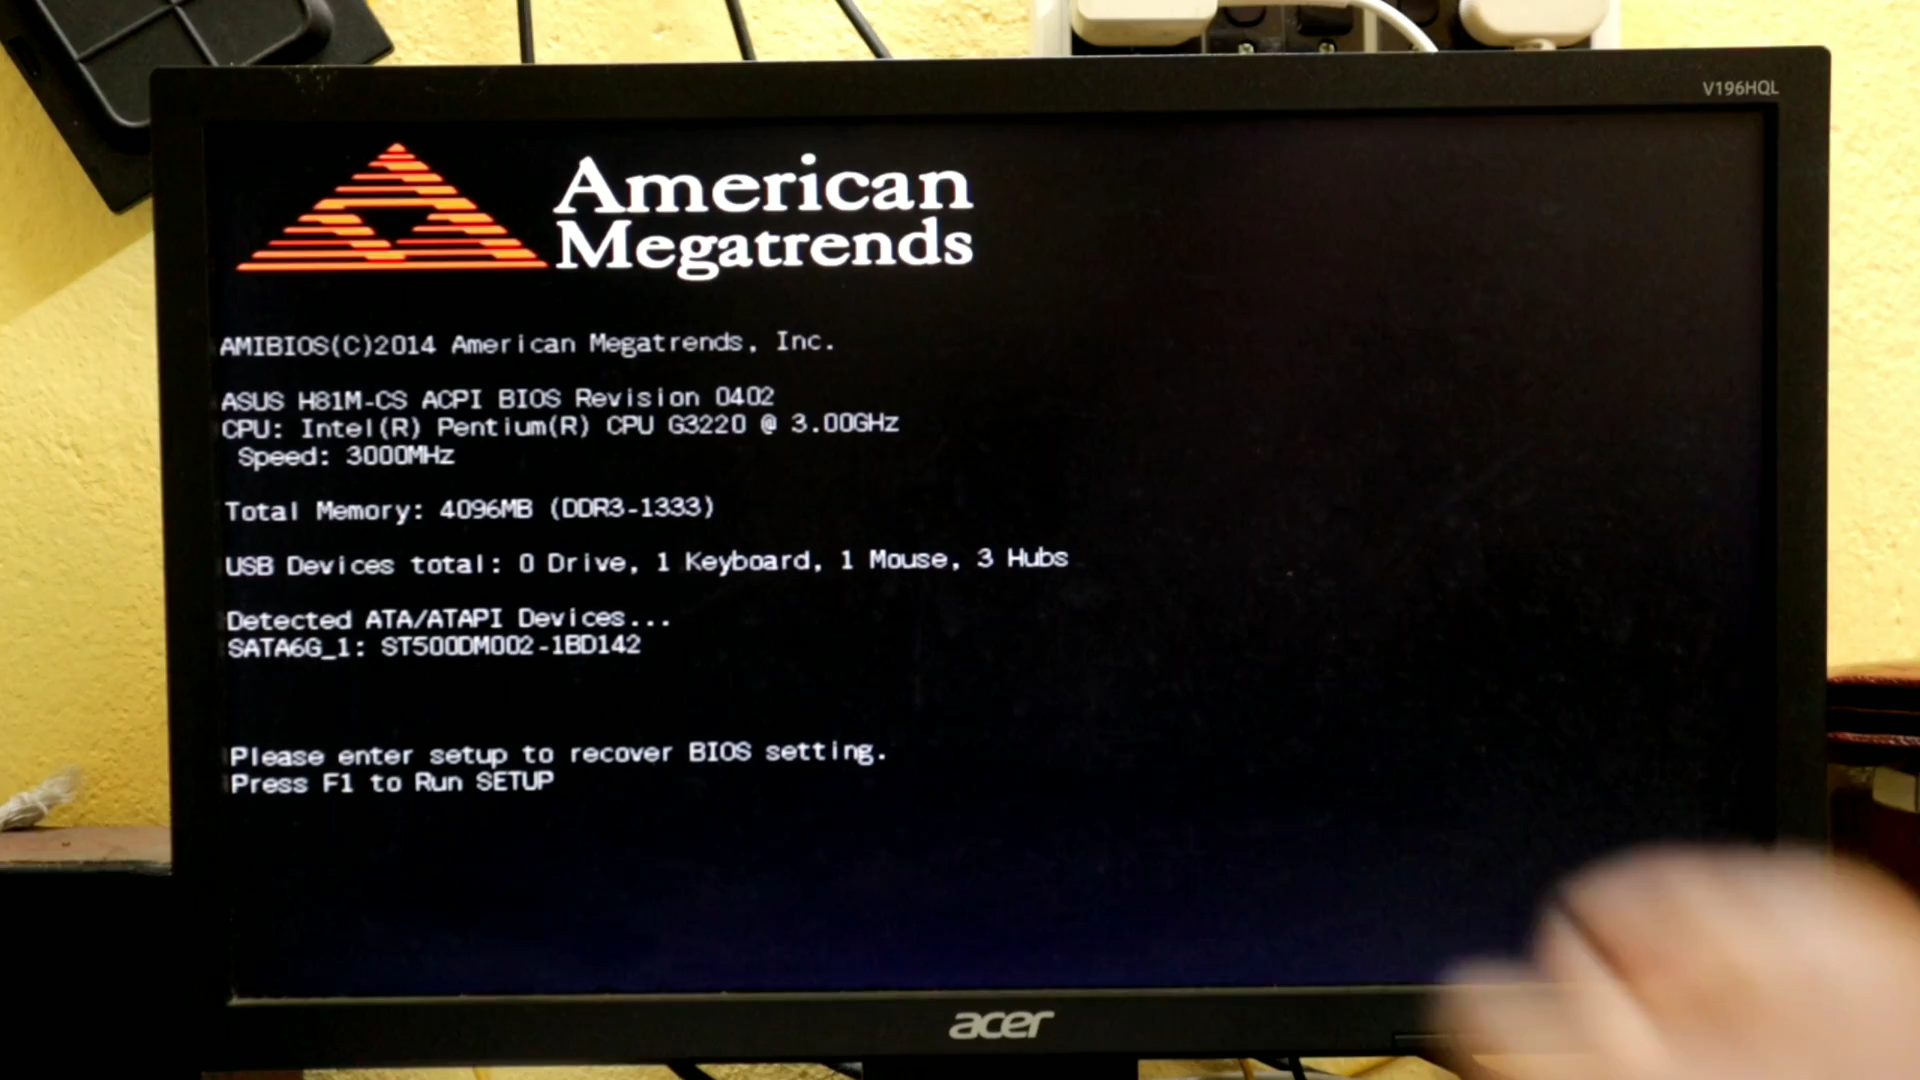 V196HQL
American
Megatrends
AMIBIOS(C)2014 American Megatrends, Inc.
ASUS H81M-CS ACPI BIOS Revision 0402
CPU: Intel(R) Pentium(R) CPU G3220 @ 3.00GHz
Speed: 3000MHz
Total Memory: 4096MB (DDR3-1333)
USB Devices total: 0 Drive, 1 Keyboard, 1 Mouse, 3 Hubs
Detected ATA/ATAPI Devices...
SATA6G_1: ST500DM002-1BD142
Please enter setup to recover BIOS setting.
Press F1 to Run SETUP
acer